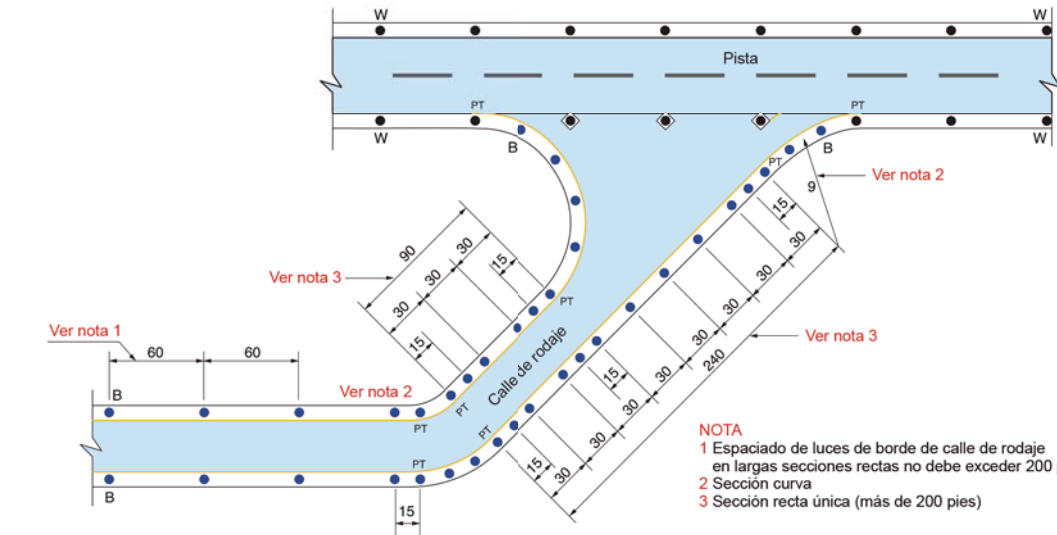 W
W
Pista
PT
PT
W
B
B
W
PT
Ver nota 2
9
15
90
30
30
30
15
15
Ver nota 3
PT
30
30
30
30
30
30
30
30
15
15
240
Ver nota 3
Ver nota 1
60
60
Ver nota 2
Calle de rodaje
B
PT
PT
PT
PT
B
15
NOTA
1 Espaciado de luces de borde de calle de rodaje
en largas secciones rectas no debe exceder 200
2 Sección curva
3 Sección recta única (más de 200 pies)